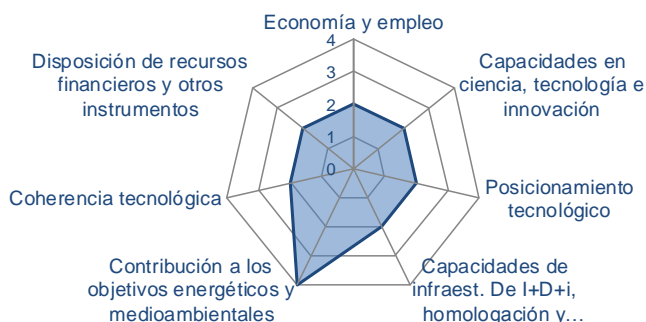 Economía y empleo
4
3
2
1
0
Capacidades en
ciencia, tecnología e
innovación
Posicionamiento
tecnológico
Capacidades de
infraest. De I+D+i,
homologación y…
Contribución a los
objetivos energéticos y
medioambientales
Coherencia tecnológica
Disposición de recursos
financieros y otros
instrumentos